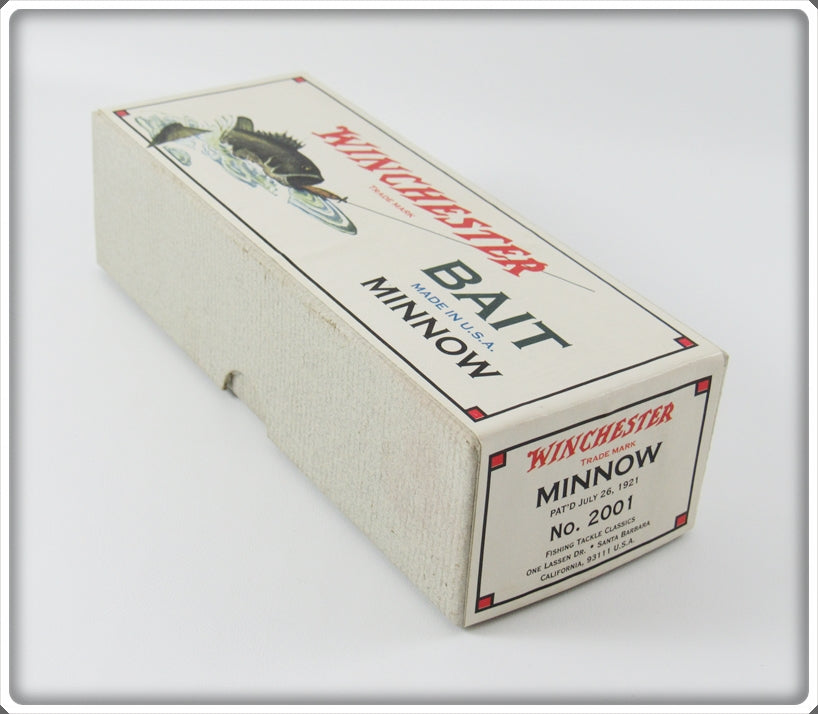 WINCHESTER
TRADE MARK
BAIT
MADE IN U.S.A.
MINNOW
WINCHESTER
TRADE MARK
MINNOW
PAT'D JULY 26, 1921
NO. 2001
FISHING TACKLE CLASSICS
ONE LASSEN DR. • SANTA BARBARA
CALIFORNIA, 93111 U.S.A.